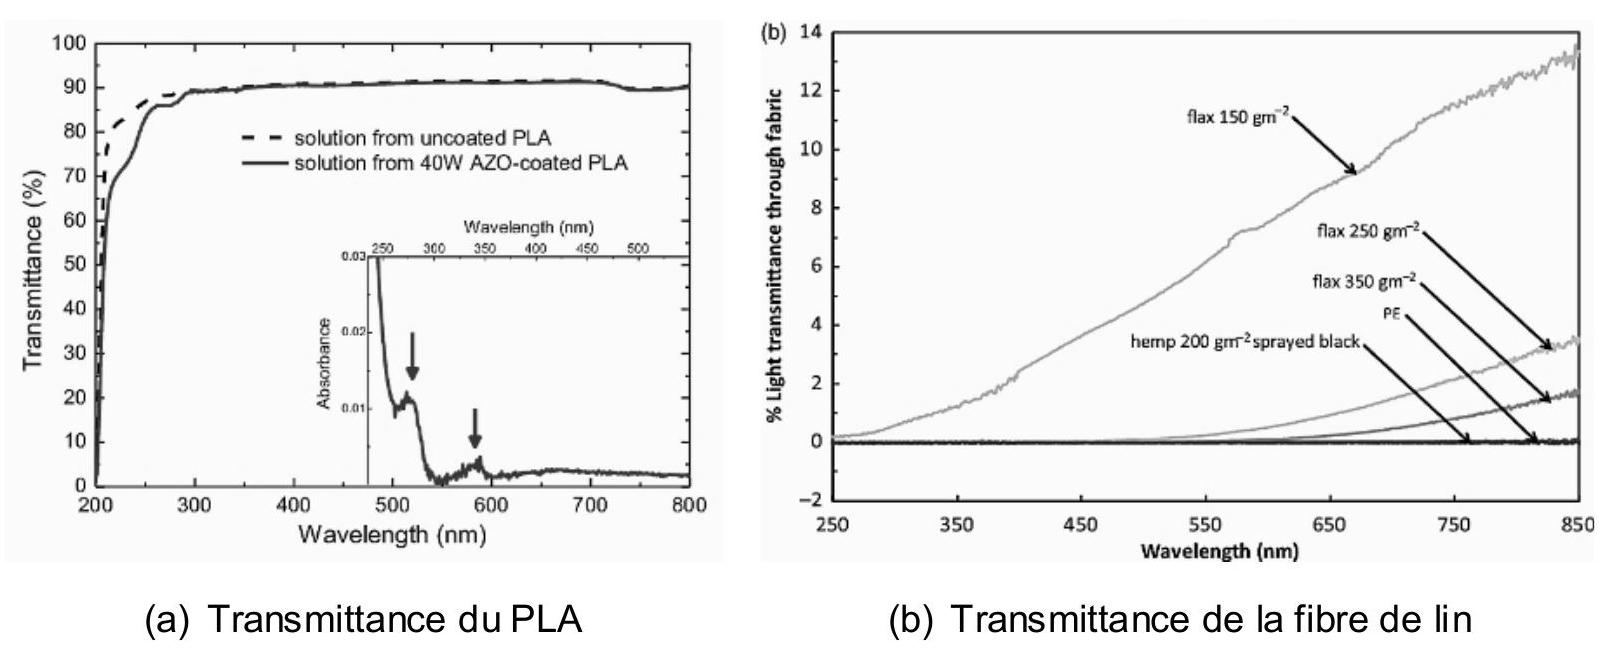 100
90
80
70
60
50
40
30
20
10
0
Transmittance (%)
solution from uncoated PLA
solution from 40W AZO-coated PLA
Wavelength (nm)
250 300 350 400 450 500
0.03
0.02
0.01
Absorbance
200 300 400 500 600 700 800
Wavelength (nm)
(b)
14
12
10
8
6
4
2
0
−2
% Light transmittance through fabric
flax 150 gm⁻²
flax 250 gm⁻²
flax 350 gm⁻²
PE
hemp 200 gm⁻² sprayed black
250 350 450 550 650 750 850
Wavelength (nm)
(a) Transmittance du PLA
(b) Transmittance de la fibre de lin